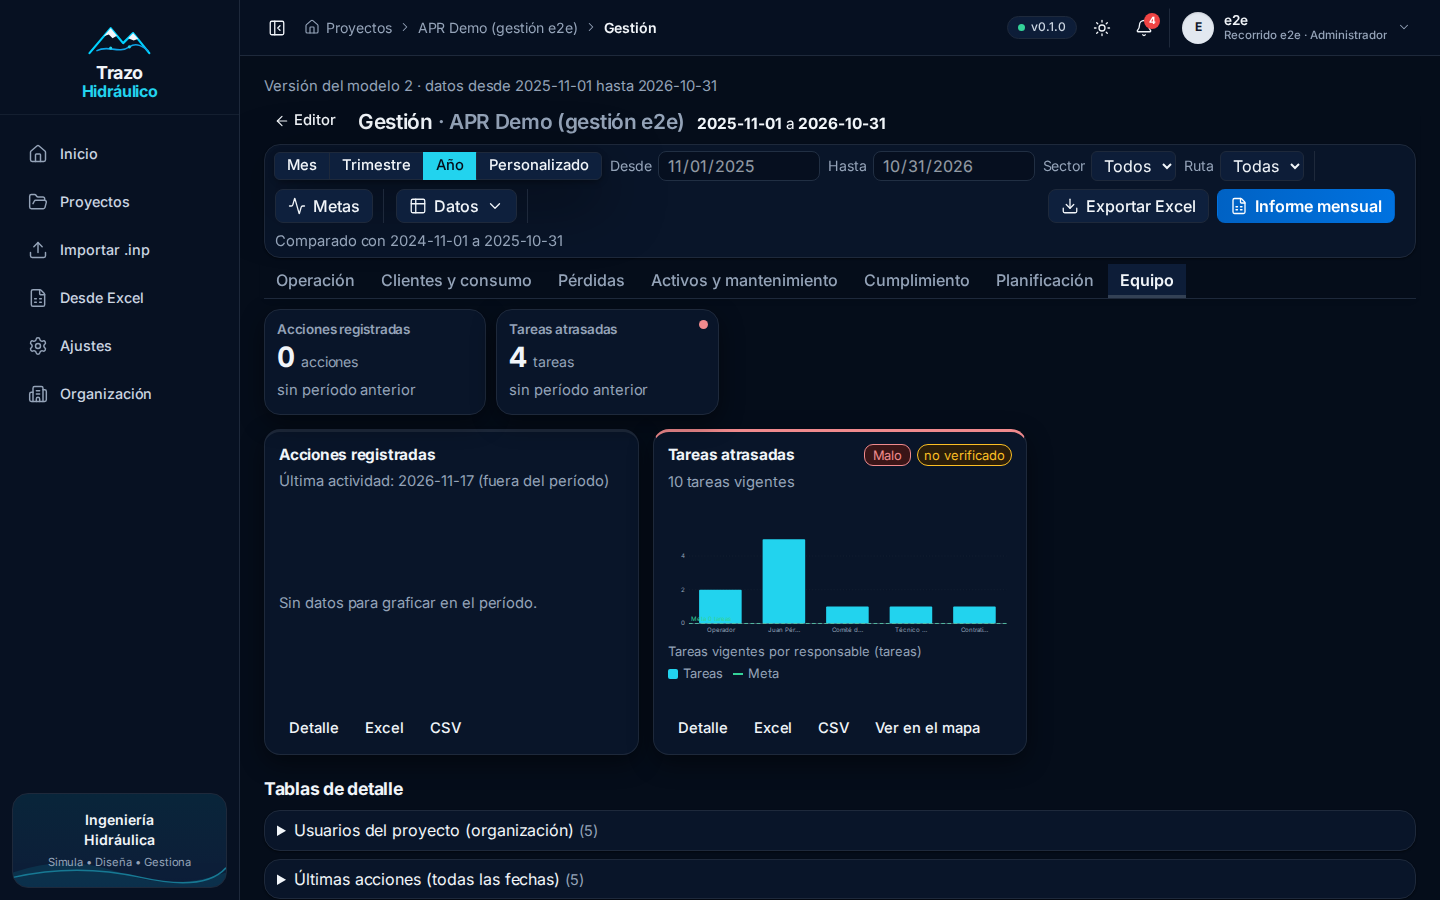 Trazo
Hidráulico
Inicio
Proyectos
Importar .inp
Desde Excel
Ajustes
Organización
Ingeniería
Hidráulica
Simula • Diseña • Gestiona
Proyectos > APR Demo (gestión e2e) > Gestión
v0.1.0
4
E
e2e
Recorrido e2e · Administrador
Versión del modelo 2 · datos desde 2025-11-01 hasta 2026-10-31
← Editor
Gestión · APR Demo (gestión e2e) 2025-11-01 a 2026-10-31
Mes Trimestre Año Personalizado Desde 11/01/2025 Hasta 10/31/2026 Sector Todos Ruta Todas
Metas Datos Exportar Excel Informe mensual
Comparado con 2024-11-01 a 2025-10-31
Operación Clientes y consumo Pérdidas Activos y mantenimiento Cumplimiento Planificación Equipo
Acciones registradas
0 acciones
sin período anterior
Tareas atrasadas
4 tareas
sin período anterior
Acciones registradas
Última actividad: 2026-11-17 (fuera del período)
Sin datos para graficar en el período.
Detalle Excel CSV
Tareas atrasadas Malo no verificado
10 tareas vigentes
4
2
0
Operador Juan Pér... Comité d... Técnico ... Contrati...
Tareas vigentes por responsable (tareas)
Tareas Meta
Detalle Excel CSV Ver en el mapa
Tablas de detalle
Usuarios del proyecto (organización) (5)
Últimas acciones (todas las fechas) (5)